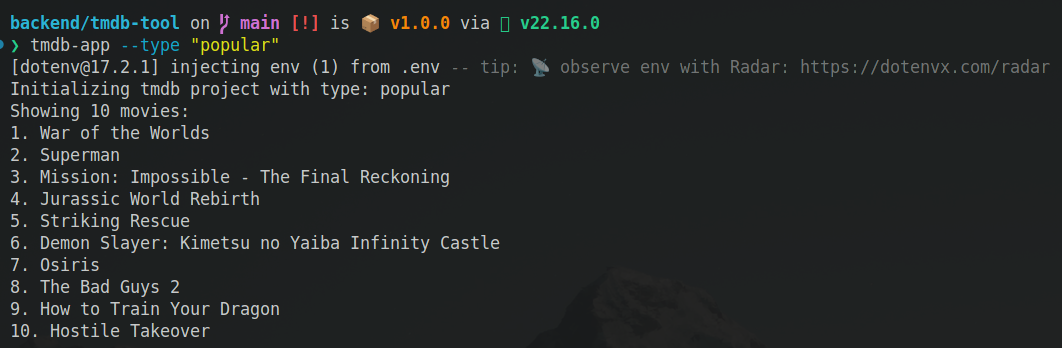 backend/tmdb-tool on main [!] is 📦 v1.0.0 via v22.16.0
❯ tmdb-app --type "popular"
[dotenv@17.2.1] injecting env (1) from .env -- tip: 📡 observe env with Radar: https://dotenvx.com/radar
Initializing tmdb project with type: popular
Showing 10 movies:
1. War of the Worlds
2. Superman
3. Mission: Impossible - The Final Reckoning
4. Jurassic World Rebirth
5. Striking Rescue
6. Demon Slayer: Kimetsu no Yaiba Infinity Castle
7. Osiris
8. The Bad Guys 2
9. How to Train Your Dragon
10. Hostile Takeover